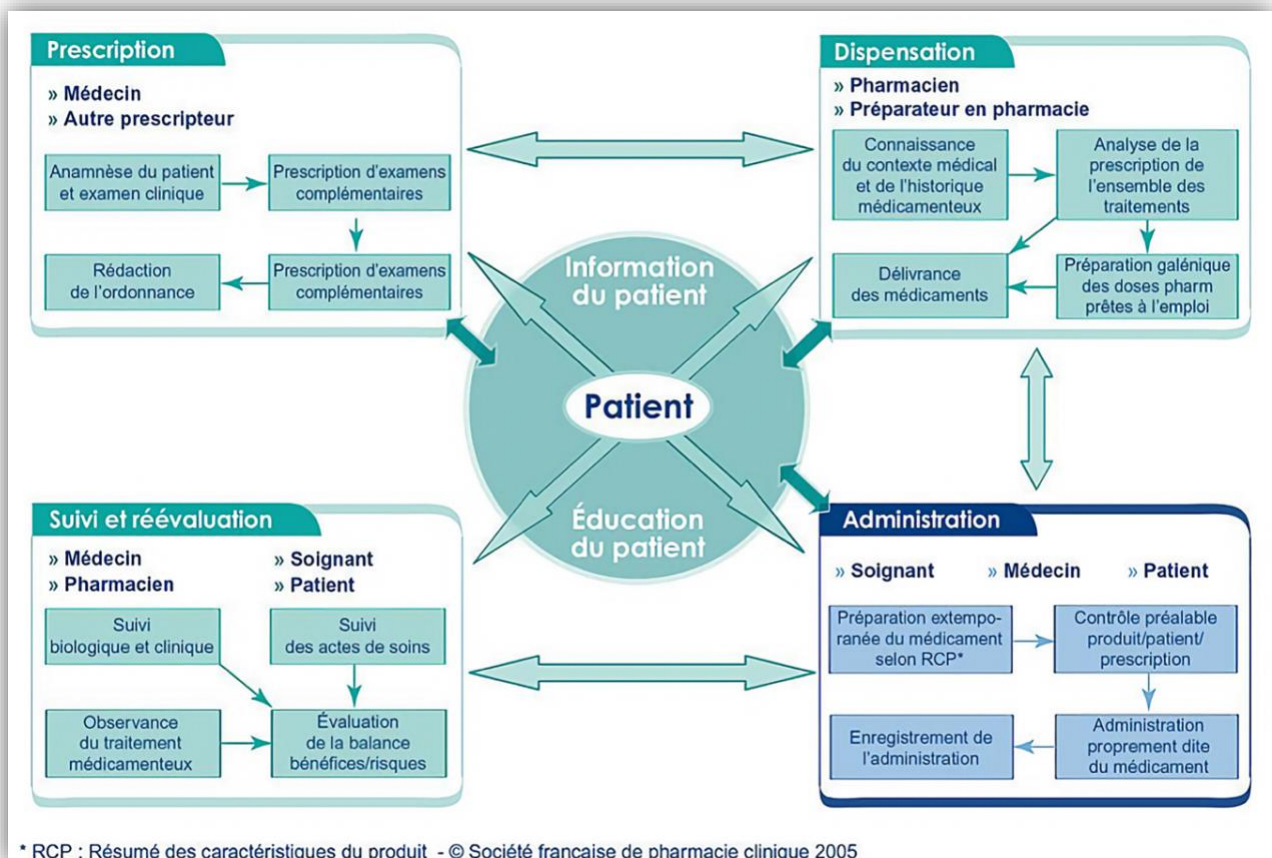 Prescription
» Médecin
» Autre prescripteur
Anamnèse du patient
et examen clinique
Prescription d'examens
complémentaires
Rédaction
de l'ordonnance
Prescription d'examens
complémentaires
Dispensation
» Pharmacien
» Préparateur en pharmacie
Connaissance
du contexte médical
et de l'historique
médicamenteux
Analyse de la
prescription de
l'ensemble des
traitements
Délivrance
des médicaments
Préparation galénique
des doses pharm
prêtes à l'emploi
Information
du patient
Patient
Éducation
du patient
Suivi et réévaluation
» Médecin
» Pharmacien
» Soignant
» Patient
Suivi
biologique et clinique
Suivi
des actes de soins
Observance
du traitement
médicamenteux
Évaluation
de la balance
bénéfices/risques
Administration
» Soignant
» Médecin
» Patient
Préparation extempo-
ranée du médicament
selon RCP*
Contrôle préalable
produit/patient/
prescription
Enregistrement de
l'administration
Administration
proprement dite
du médicament
* RCP : Résumé des caractéristiques du produit - © Société française de pharmacie clinique 2005